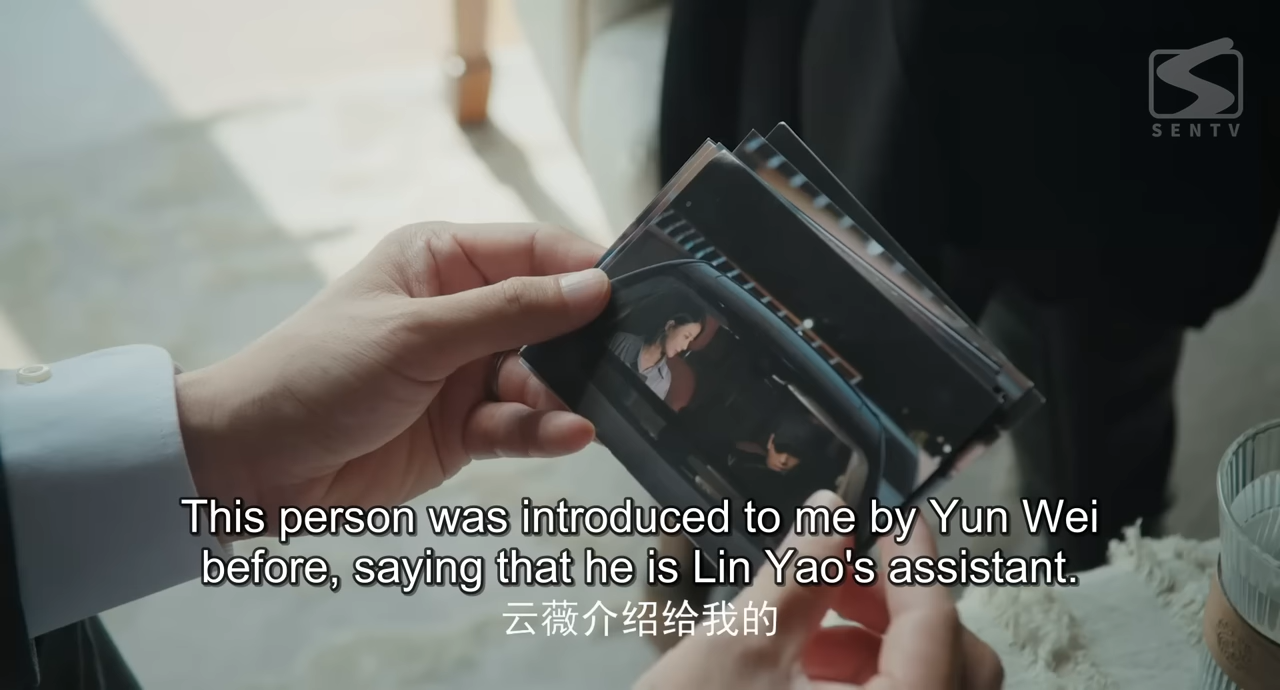 SENTV
This person was introduced to me by Yun Wei
before, saying that he is Lin Yao's assistant.
云薇介绍给我的